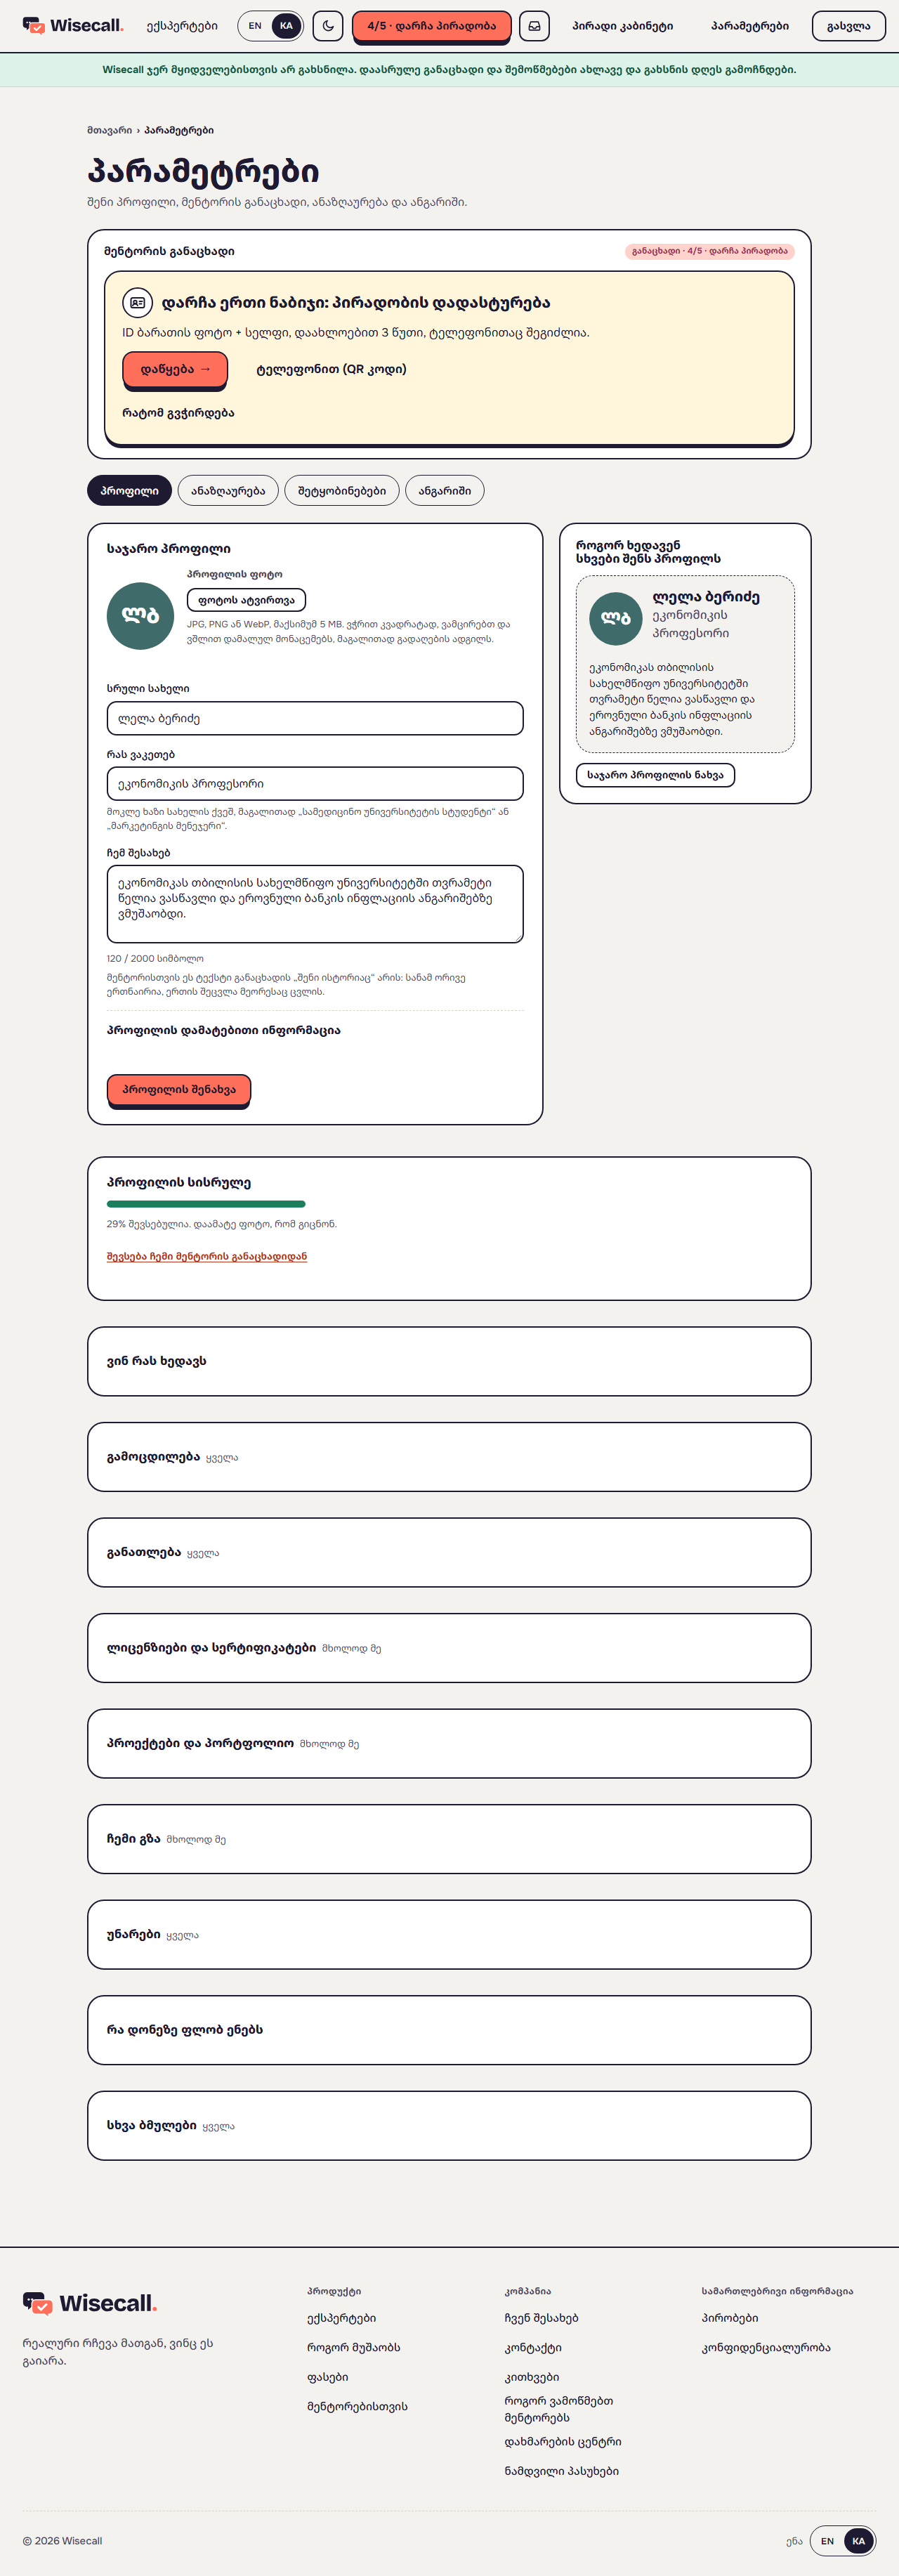 Wisecall.
ექსპერტები
EN KA
4/5 · დარჩა პირადობა
პირადი კაბინეტი
პარამეტრები
გასვლა
Wisecall ჯერ მყიდველებისთვის არ გახსნილა. დაასრულე განაცხადი და შემოწმებები ახლავე და გახსნის დღეს გამოჩნდები.
მთავარი › პარამეტრები
პარამეტრები
შენი პროფილი, მენტორის განაცხადი, ანაზღაურება და ანგარიში.
მენტორის განაცხადი
განაცხადი · 4/5 · დარჩა პირადობა
დარჩა ერთი ნაბიჯი: პირადობის დადასტურება
ID ბარათის ფოტო + სელფი, დაახლოებით 3 წუთი, ტელეფონითაც შეგიძლია.
დაწყება →
ტელეფონით (QR კოდი)
რატომ გვჭირდება
პროფილი
ანაზღაურება
შეტყობინებები
ანგარიში
საჯარო პროფილი
ლბ
პროფილის ფოტო
ფოტოს ატვირთვა
JPG, PNG ან WebP, მაქსიმუმ 5 MB. ვჭრით კვადრატად, ვამცირებთ და
ვშლით დამალულ მონაცემებს, მაგალითად გადაღების ადგილს.
სრული სახელი
ლელა ბერიძე
რას ვაკეთებ
ეკონომიკის პროფესორი
მოკლე ხაზი სახელის ქვეშ, მაგალითად „სამედიცინო უნივერსიტეტის სტუდენტი“ ან
„მარკეტინგის მენეჯერი“.
ჩემ შესახებ
ეკონომიკას თბილისის სახელმწიფო უნივერსიტეტში თვრამეტი
წელია ვასწავლი და ეროვნული ბანკის ინფლაციის ანგარიშებზე
ვმუშაობდი.
120 / 2000 სიმბოლო
მენტორისთვის ეს ტექსტი განაცხადის „შენი ისტორიაც“ არის: სანამ ორივე
ერთნაირია, ერთის შეცვლა მეორესაც ცვლის.
პროფილის დამატებითი ინფორმაცია
პროფილის შენახვა
როგორ ხედავენ
სხვები შენს პროფილს
ლბ
ლელა ბერიძე
ეკონომიკის
პროფესორი
ეკონომიკას თბილისის
სახელმწიფო უნივერსიტეტში
თვრამეტი წელია ვასწავლი და
ეროვნული ბანკის ინფლაციის
ანგარიშებზე ვმუშაობდი.
საჯარო პროფილის ნახვა
პროფილის სისრულე
29% შევსებულია. დაამატე ფოტო, რომ გიცნონ.
შევსება ჩემი მენტორის განაცხადიდან
ვინ რას ხედავს
გამოცდილება ყველა
განათლება ყველა
ლიცენზიები და სერტიფიკატები მხოლოდ მე
პროექტები და პორტფოლიო მხოლოდ მე
ჩემი გზა მხოლოდ მე
უნარები ყველა
რა დონეზე ფლობ ენებს
სხვა ბმულები ყველა
Wisecall.
რეალური რჩევა მათგან, ვინც ეს
გაიარა.
პროდუქტი
ექსპერტები
როგორ მუშაობს
ფასები
მენტორებისთვის
კომპანია
ჩვენ შესახებ
კონტაქტი
კითხვები
როგორ ვამოწმებთ
მენტორებს
დახმარების ცენტრი
ნამდვილი პასუხები
სამართლებრივი ინფორმაცია
პირობები
კონფიდენციალურობა
© 2026 Wisecall
ენა EN KA